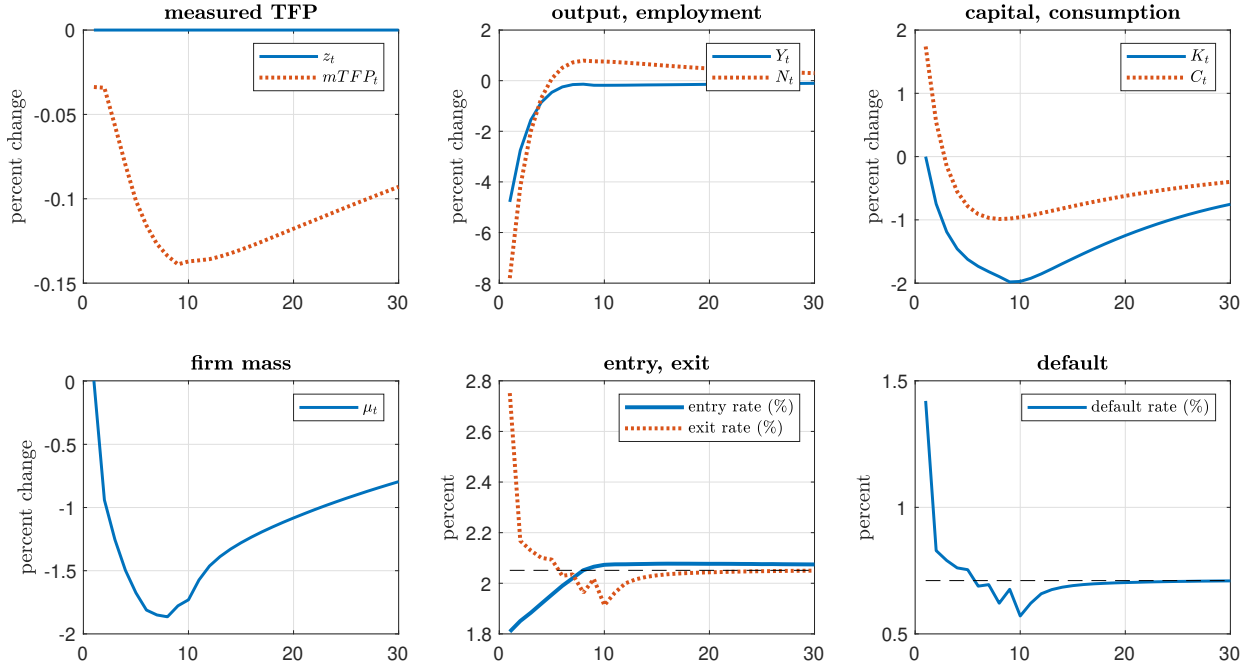 measured TFP
output, employment
capital, consumption
percent change
0
-0.05
-0.1
-0.15
0 10 20 30
z_t
mTFP_t
percent change
2
0
-2
-4
-6
-8
0 10 20 30
Y_t
N_t
percent change
2
1
0
-1
-2
0 10 20 30
K_t
C_t
firm mass
entry, exit
default
percent change
0
-0.5
-1
-1.5
-2
0 10 20 30
μ_t
percent
2.8
2.6
2.4
2.2
2
1.8
0 10 20 30
entry rate (%)
exit rate (%)
percent
1.5
1
0.5
0 10 20 30
default rate (%)